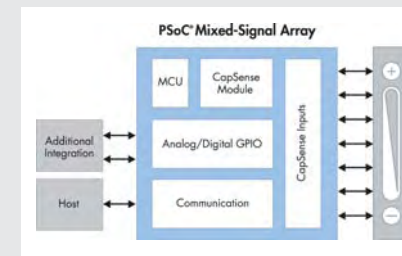 PSoC® Mixed-Signal Array
MCU
CapSense
Module
CapSense Inputs
Additional
Integration
Analog/Digital GPIO
Host
Communication
+
−